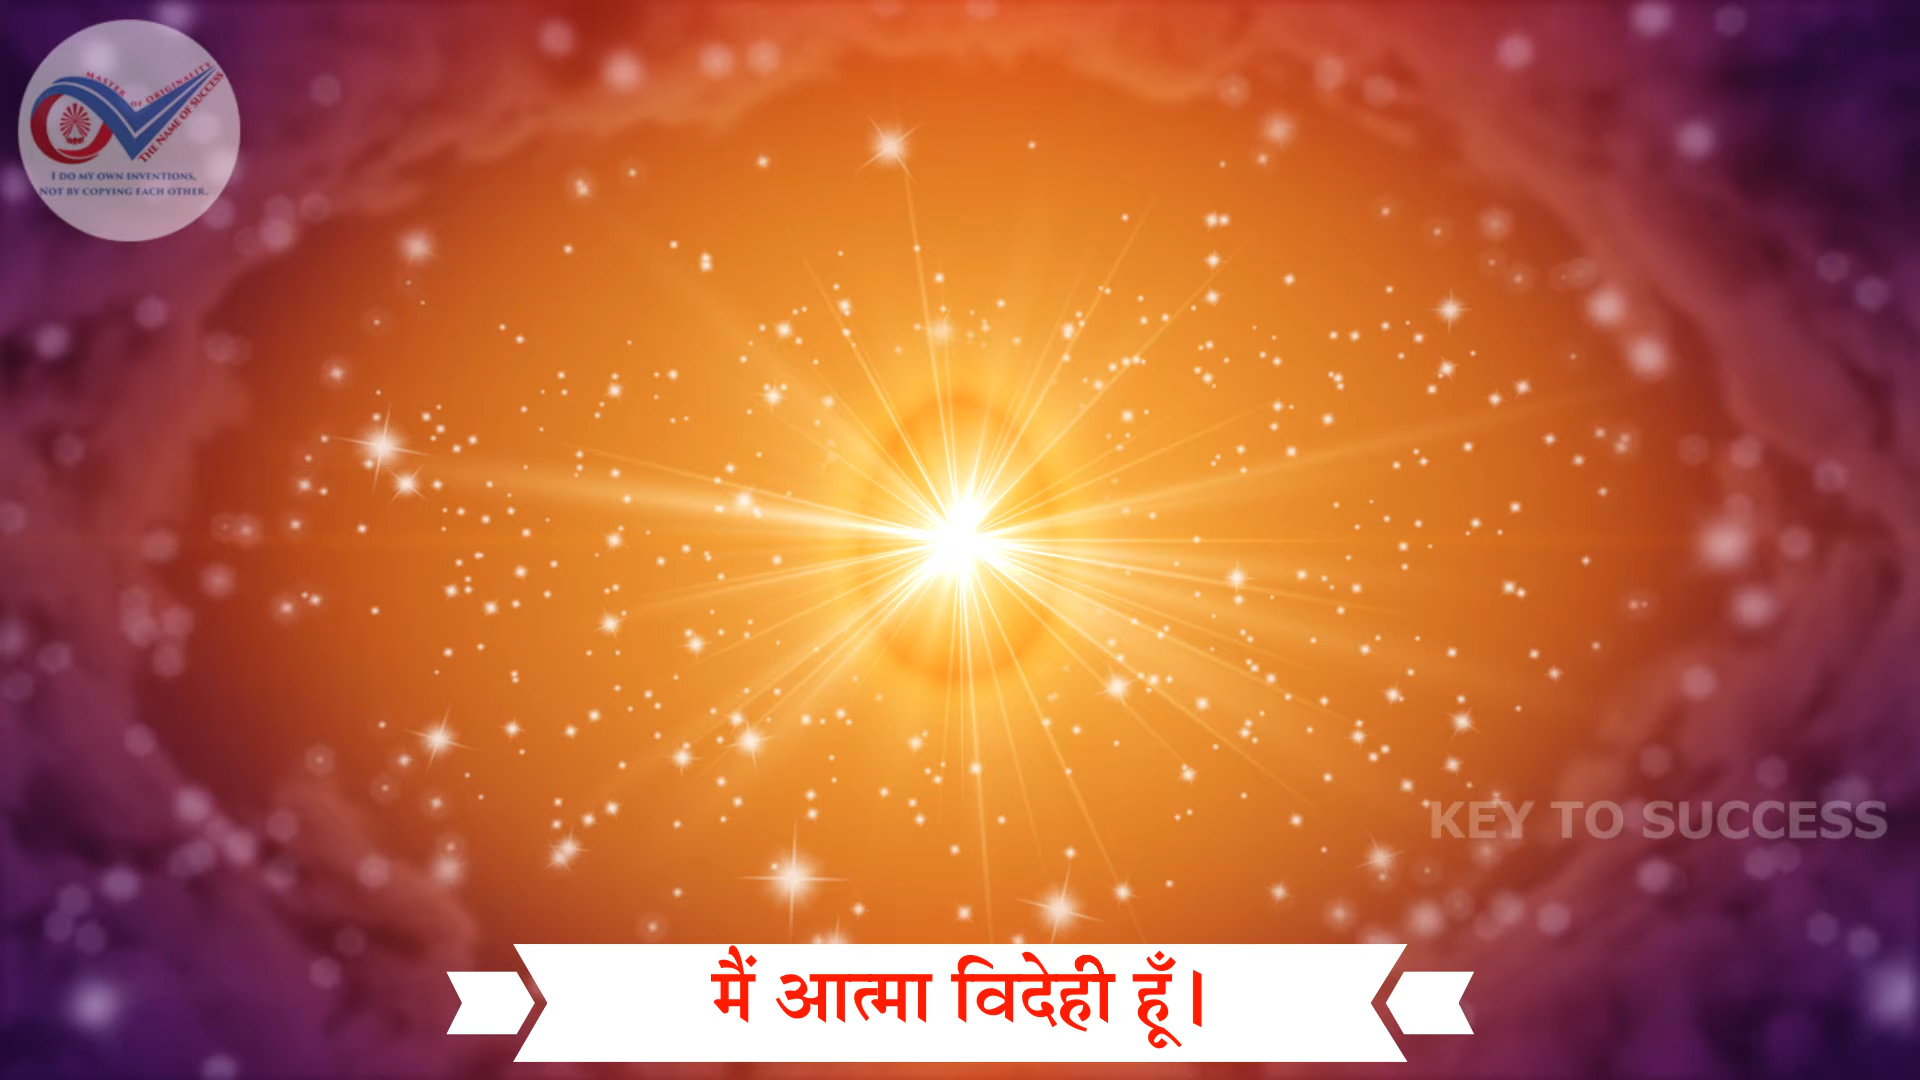 MASTER OF ORIGINALITY
THE NAME OF SUCCESS
I DO MY OWN INVENTIONS,
NOT BY COPYING EACH OTHER.
KEY TO SUCCESS
मैं आत्मा विदेही हूँ।